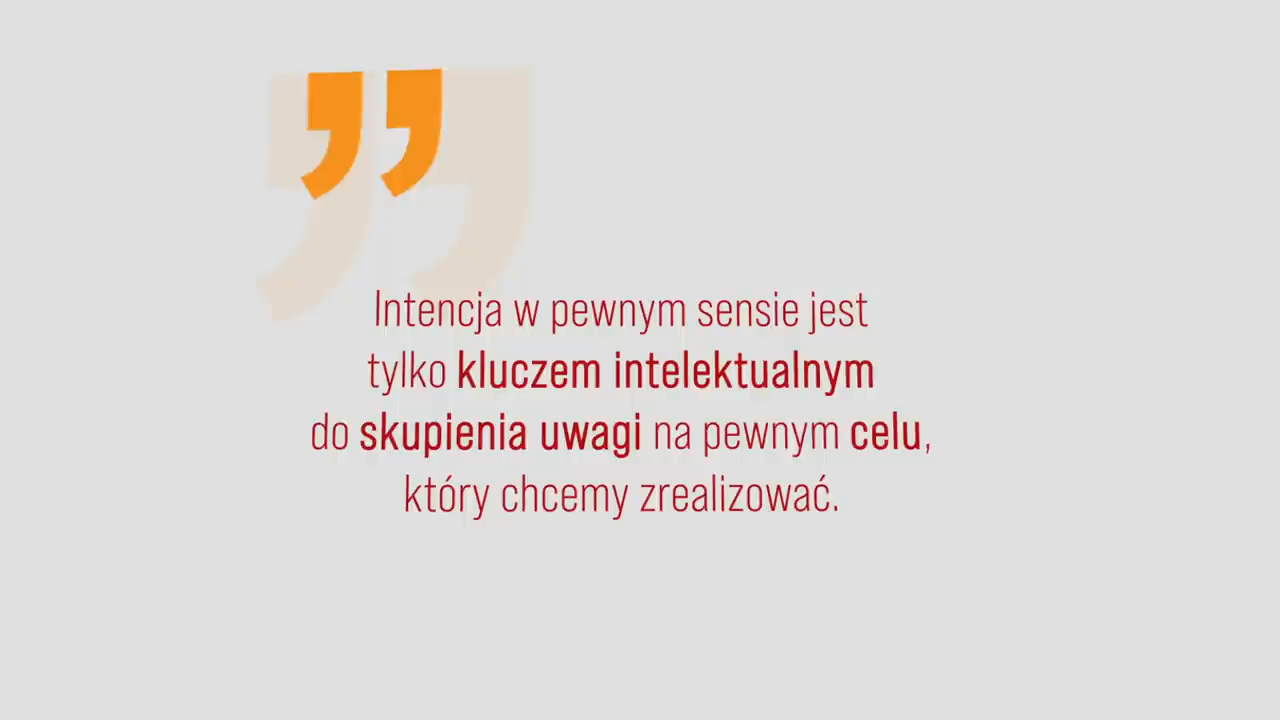 ”
Intencja w pewnym sensie jest
tylko kluczem intelektualnym
do skupienia uwagi na pewnym celu,
który chcemy zrealizować.